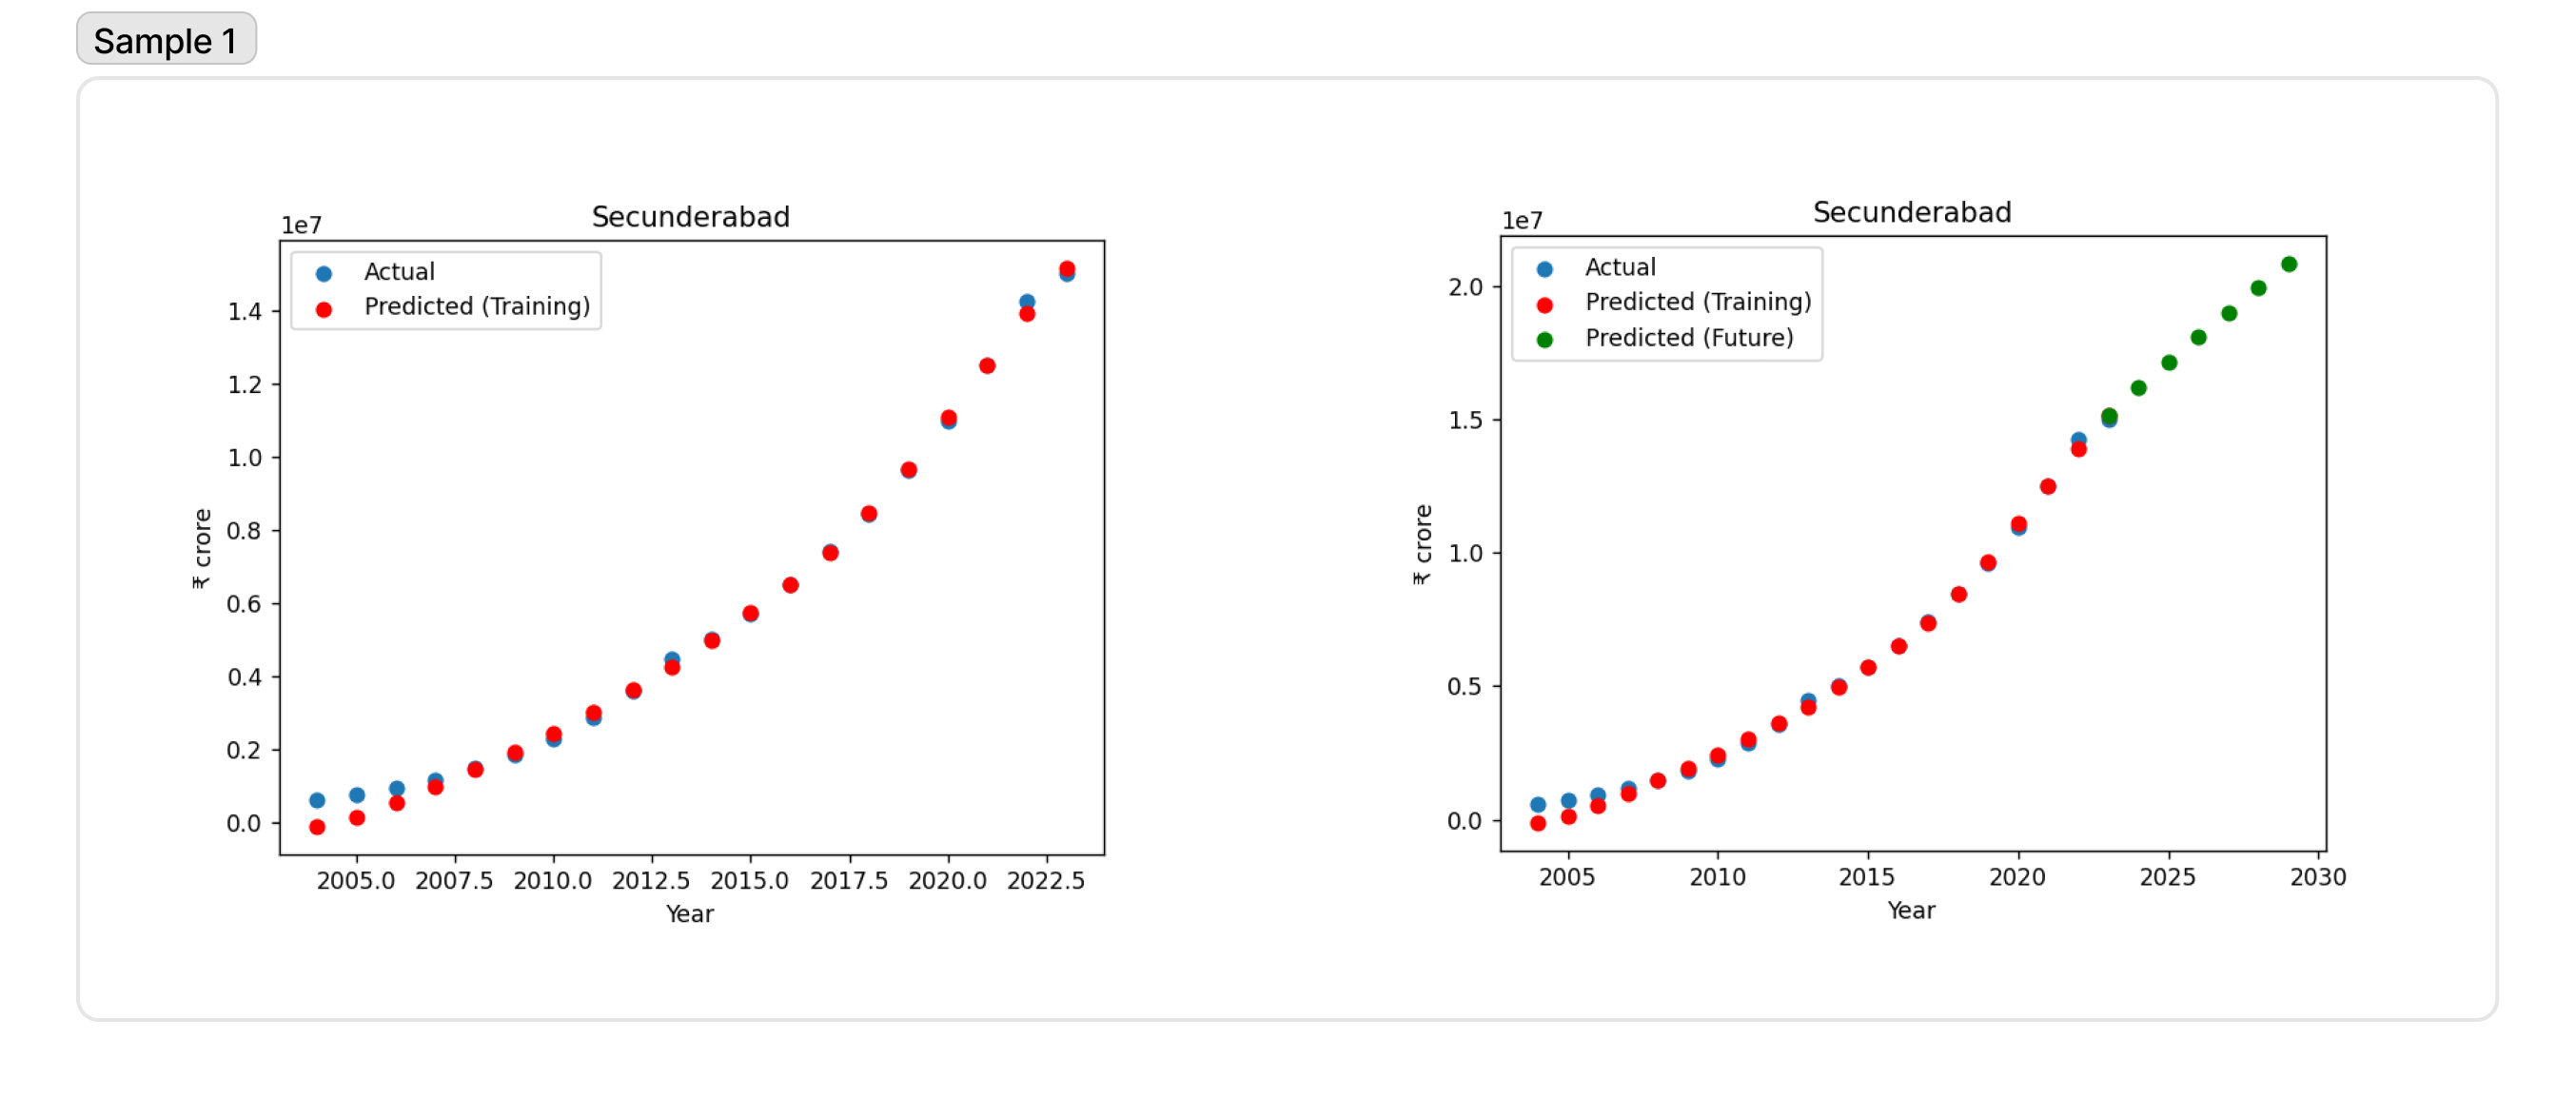 Sample 1
Secunderabad
1e7
Actual
Predicted (Training)
1.4
1.2
1.0
0.8
0.6
0.4
0.2
0.0
₹ crore
2005.0 2007.5 2010.0 2012.5 2015.0 2017.5 2020.0 2022.5
Year
Secunderabad
1e7
Actual
Predicted (Training)
Predicted (Future)
2.0
1.5
1.0
0.5
0.0
₹ crore
2005 2010 2015 2020 2025 2030
Year